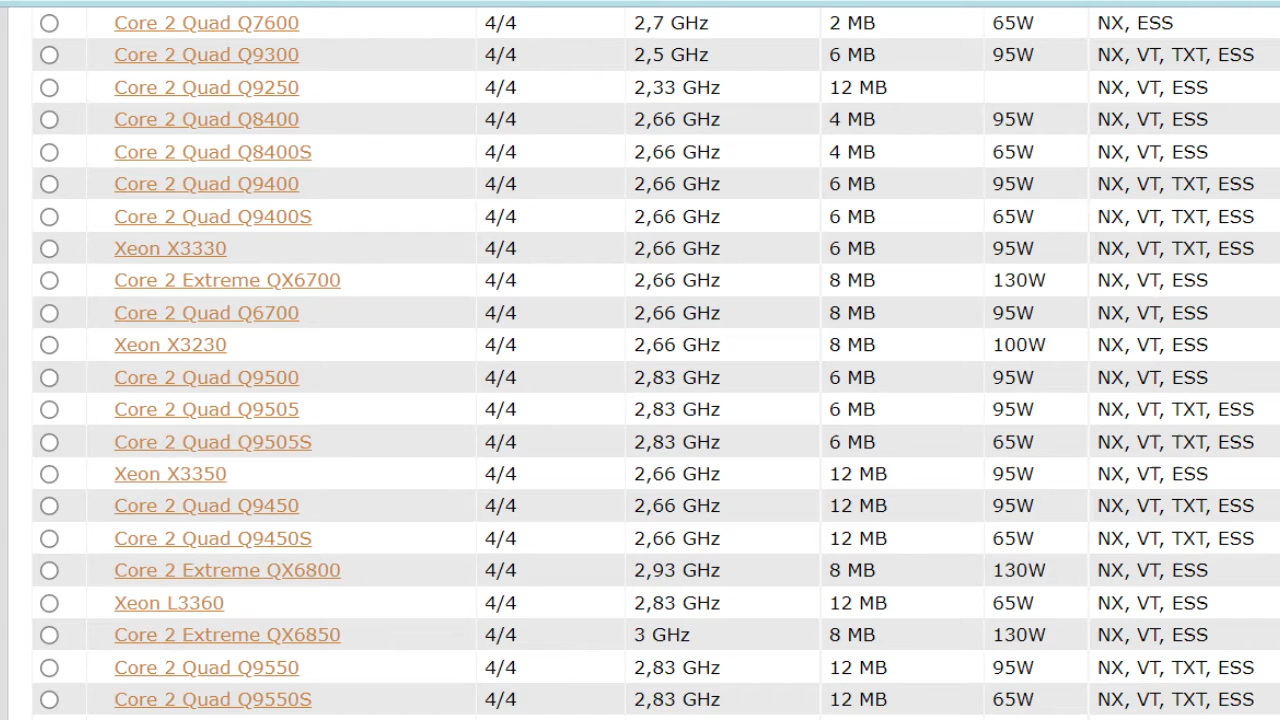 Core 2 Quad Q7600 4/4 2,7 GHz 2 MB 65W NX, ESS
Core 2 Quad Q9300 4/4 2,5 GHz 6 MB 95W NX, VT, TXT, ESS
Core 2 Quad Q9250 4/4 2,33 GHz 12 MB NX, VT, ESS
Core 2 Quad Q8400 4/4 2,66 GHz 4 MB 95W NX, VT, ESS
Core 2 Quad Q8400S 4/4 2,66 GHz 4 MB 65W NX, VT, ESS
Core 2 Quad Q9400 4/4 2,66 GHz 6 MB 95W NX, VT, TXT, ESS
Core 2 Quad Q9400S 4/4 2,66 GHz 6 MB 65W NX, VT, TXT, ESS
Xeon X3330 4/4 2,66 GHz 6 MB 95W NX, VT, TXT, ESS
Core 2 Extreme QX6700 4/4 2,66 GHz 8 MB 130W NX, VT, ESS
Core 2 Quad Q6700 4/4 2,66 GHz 8 MB 95W NX, VT, ESS
Xeon X3230 4/4 2,66 GHz 8 MB 100W NX, VT, ESS
Core 2 Quad Q9500 4/4 2,83 GHz 6 MB 95W NX, VT, ESS
Core 2 Quad Q9505 4/4 2,83 GHz 6 MB 95W NX, VT, TXT, ESS
Core 2 Quad Q9505S 4/4 2,83 GHz 6 MB 65W NX, VT, TXT, ESS
Xeon X3350 4/4 2,66 GHz 12 MB 95W NX, VT, ESS
Core 2 Quad Q9450 4/4 2,66 GHz 12 MB 95W NX, VT, TXT, ESS
Core 2 Quad Q9450S 4/4 2,66 GHz 12 MB 65W NX, VT, TXT, ESS
Core 2 Extreme QX6800 4/4 2,93 GHz 8 MB 130W NX, VT, ESS
Xeon L3360 4/4 2,83 GHz 12 MB 65W NX, VT, ESS
Core 2 Extreme QX6850 4/4 3 GHz 8 MB 130W NX, VT, ESS
Core 2 Quad Q9550 4/4 2,83 GHz 12 MB 95W NX, VT, TXT, ESS
Core 2 Quad Q9550S 4/4 2,83 GHz 12 MB 65W NX, VT, TXT, ESS